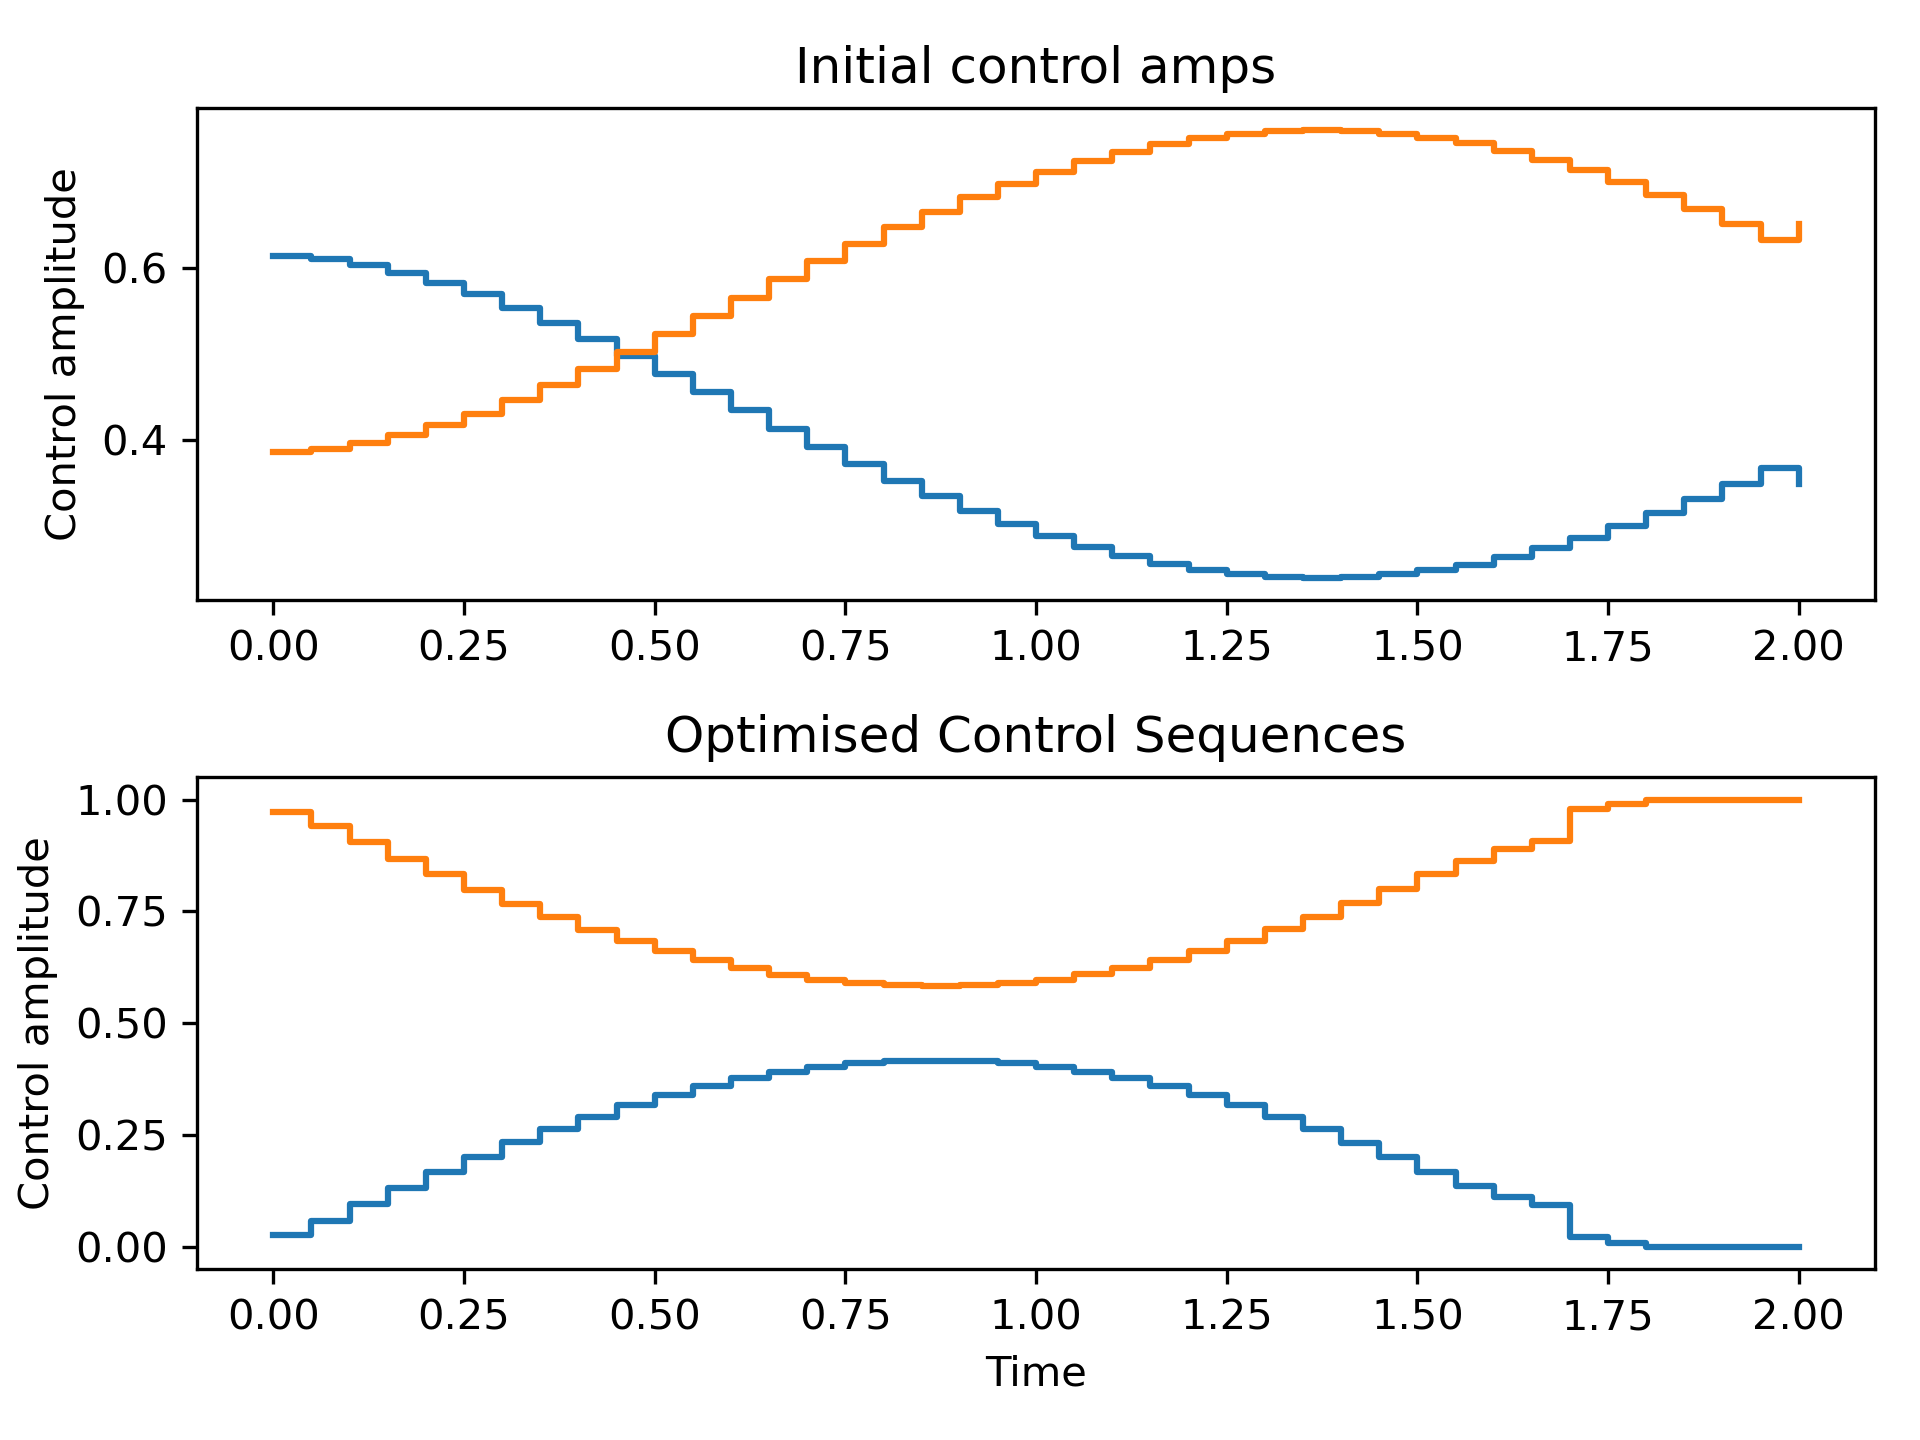 Initial control amps
Control amplitude
0.6
0.4
0.00 0.25 0.50 0.75 1.00 1.25 1.50 1.75 2.00
Optimised Control Sequences
Control amplitude
1.00
0.75
0.50
0.25
0.00
0.00 0.25 0.50 0.75 1.00 1.25 1.50 1.75 2.00
Time